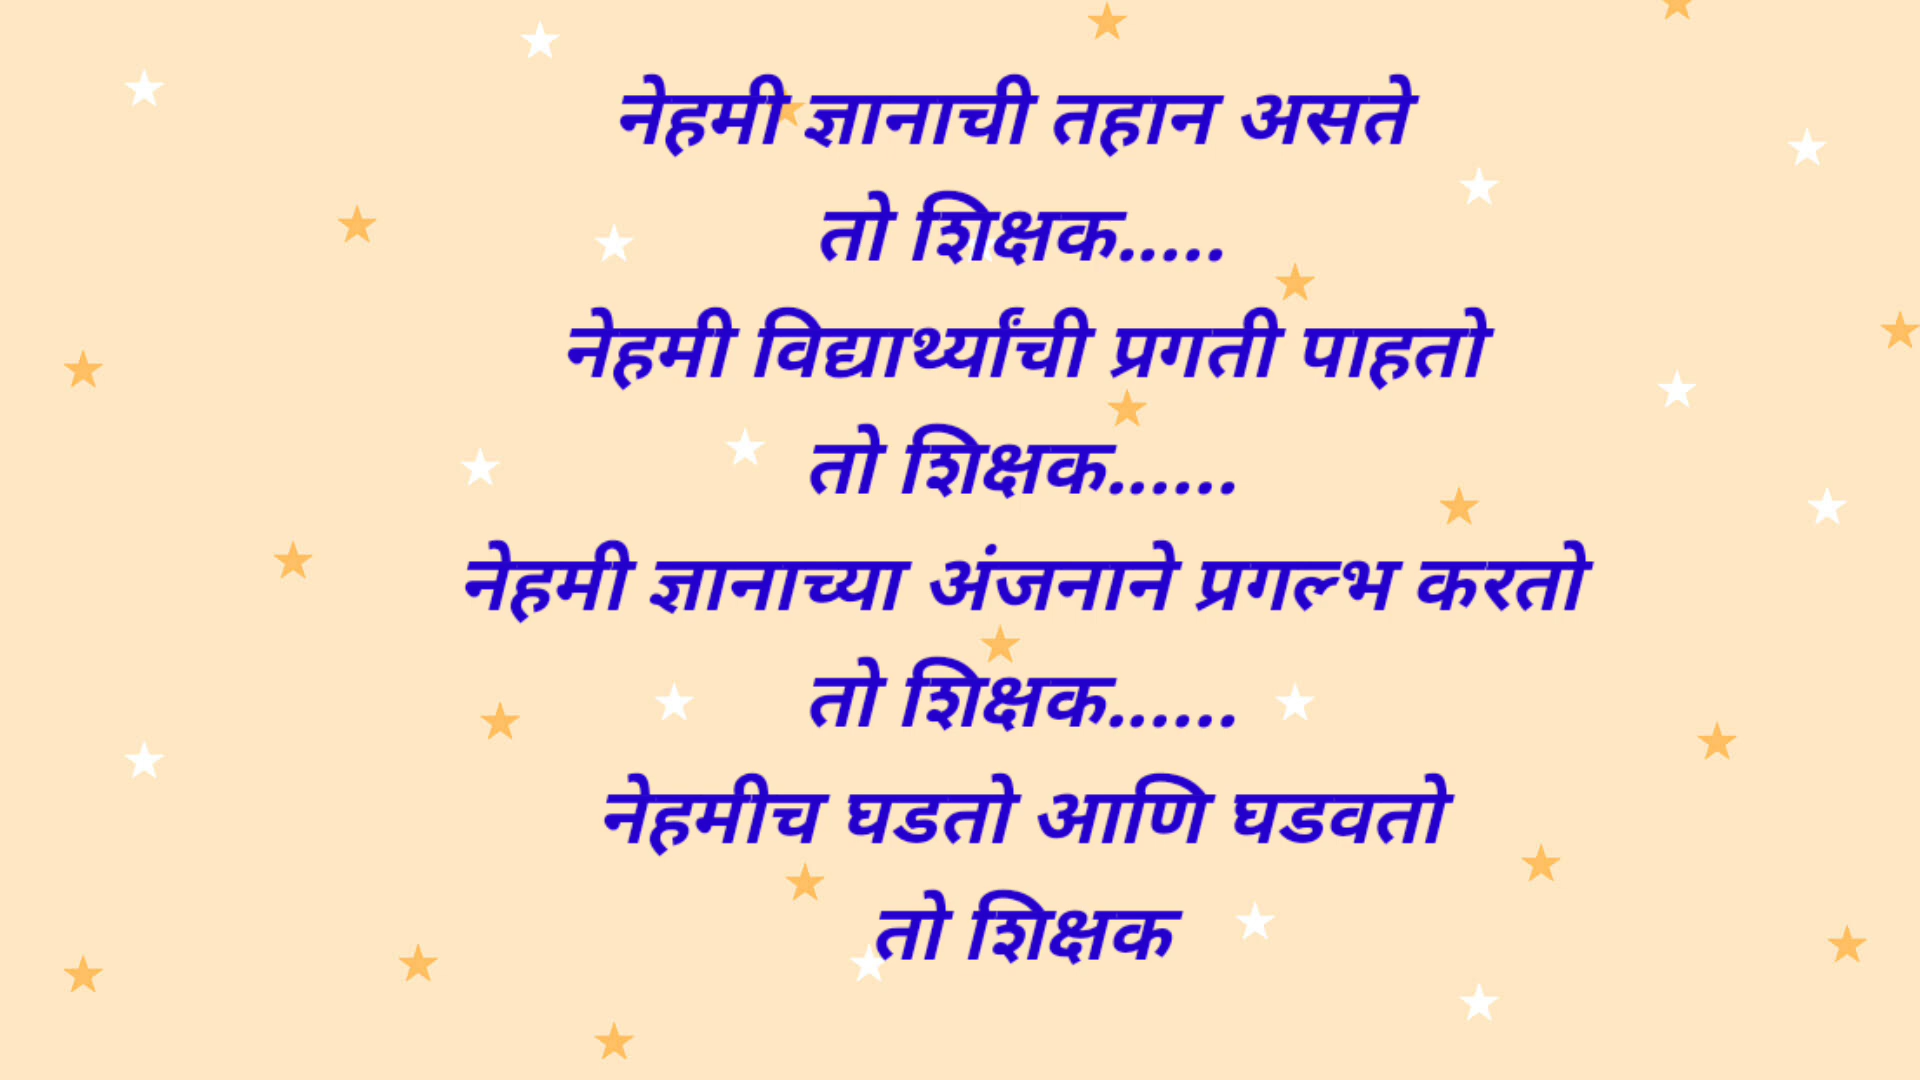 नेहमी ज्ञानाची तहान असते
तो शिक्षक.....
नेहमी विद्यार्थ्यांची प्रगती पाहतो
तो शिक्षक......
नेहमी ज्ञानाच्या अंजनाने प्रगल्भ करतो
तो शिक्षक......
नेहमीच घडतो आणि घडवतो
तो शिक्षक